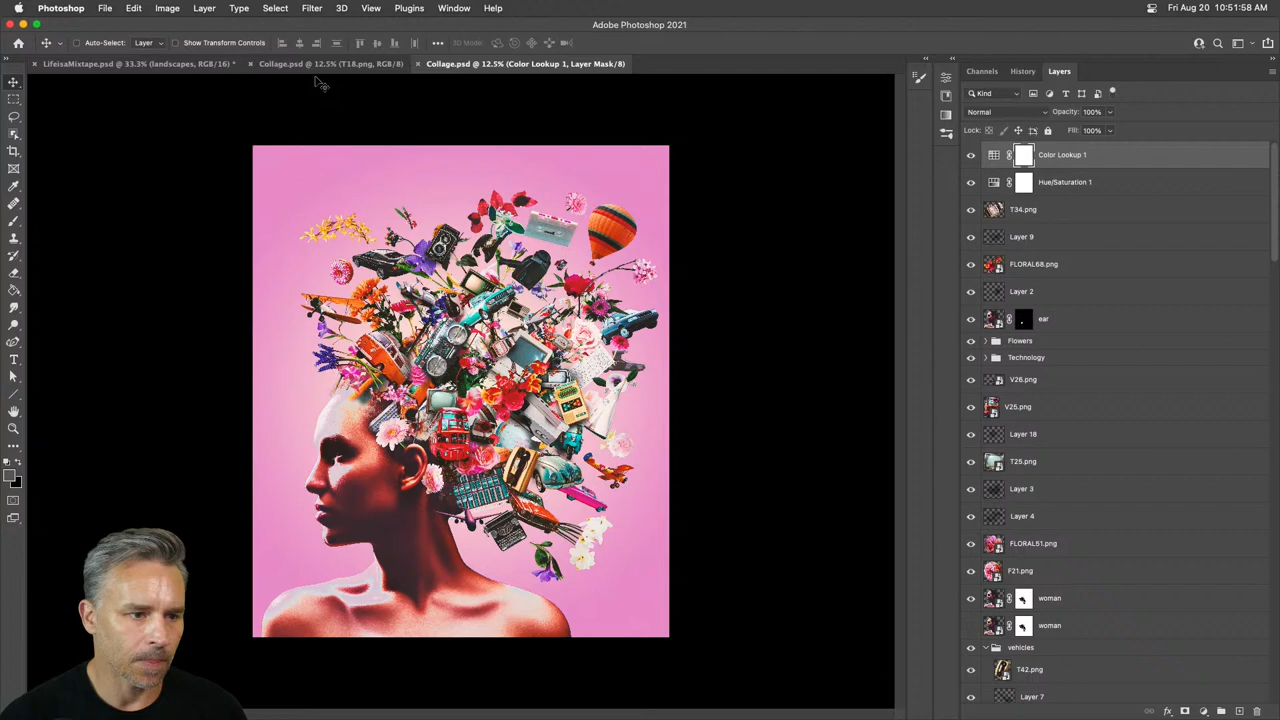 Photoshop File Edit Image Layer Type Select Filter 3D View Plugins Window Help Fri Aug 20 10:51:58 AM
Adobe Photoshop 2021
Auto-Select: Layer Show Transform Controls 3D Mode:
LifeisaMixtape.psd @ 33.3% (landscapes, RGB/16) * Collage.psd @ 12.5% (T18.png, RGB/8) Collage.psd @ 12.5% (Color Lookup 1, Layer Mask/8)
Channels History Layers
Kind
Normal Opacity: 100%
Lock: Fill: 100%
Color Lookup 1
Hue/Saturation 1
T34.png
Layer 9
FLORAL68.png
Layer 2
ear
Flowers
Technology
V26.png
V25.png
Layer 18
T25.png
Layer 3
Layer 4
FLORAL51.png
F21.png
woman
woman
vehicles
T42.png
Layer 7